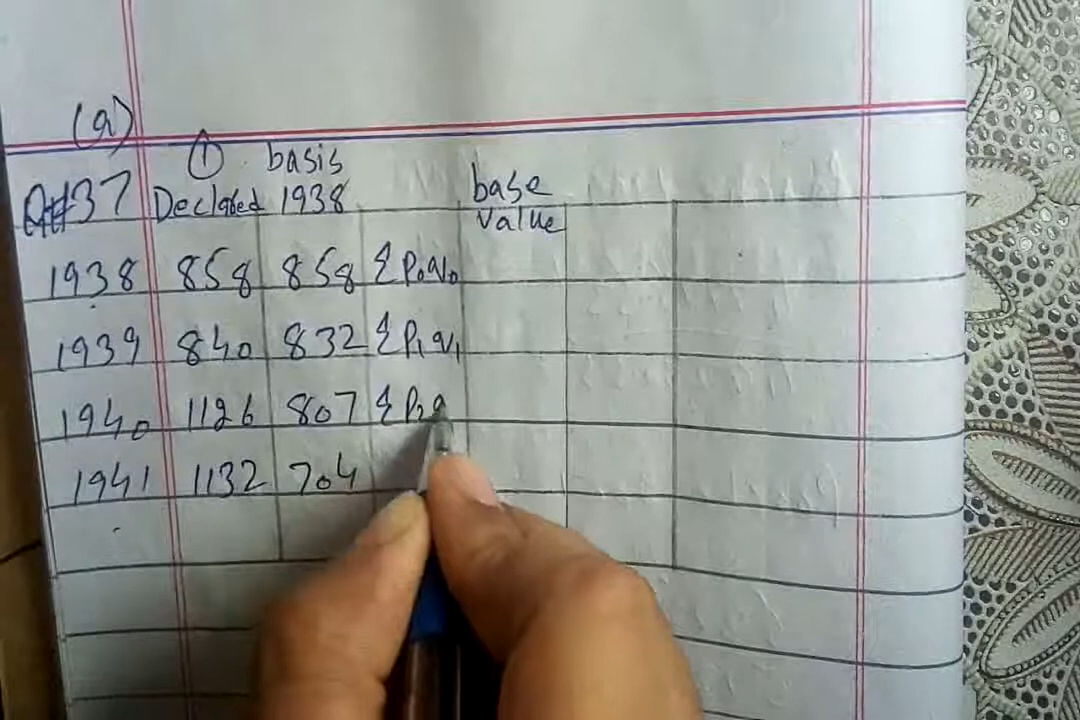 (a)
① basis
Q#37 Declared 1938 base
value
1938 858 858 ΣP₀q₀
1939 840 832 ΣP₁q₁
1940 1126 807 ΣP₂q
1941 1132 704